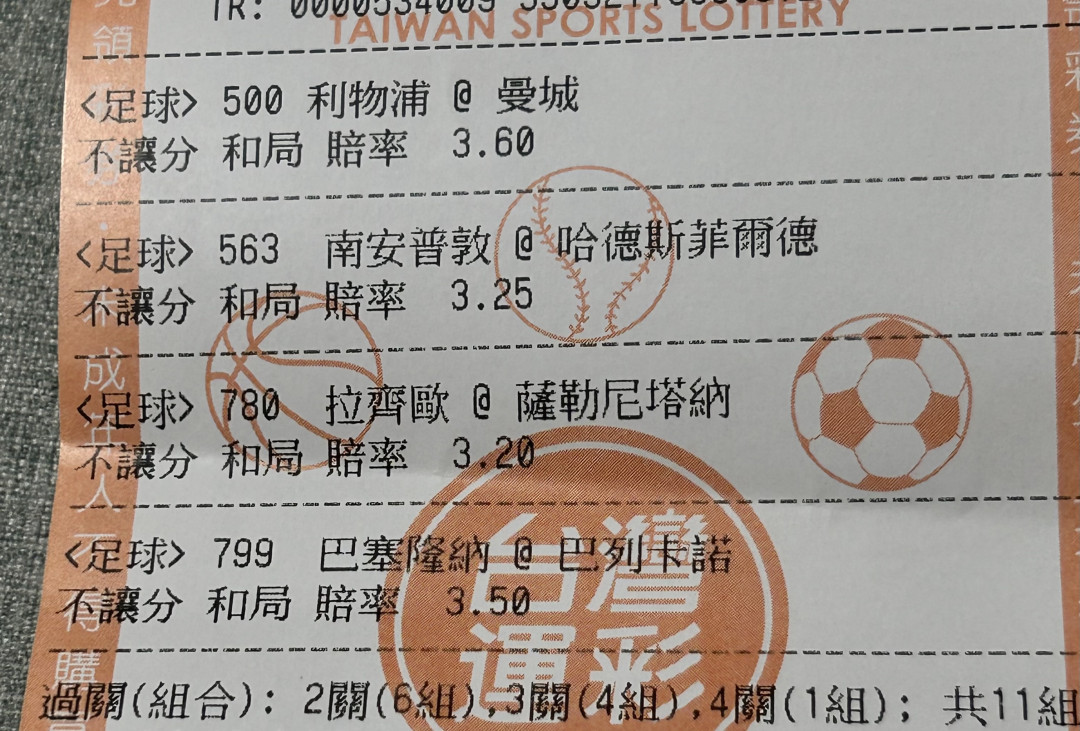 TAIWAN SPORTS LOTTERY
<足球> 500 利物浦 @ 曼城
不讓分 和局 賠率 3.60
<足球> 563 南安普敦 @ 哈德斯菲爾德
不讓分 和局 賠率 3.25
<足球> 780 拉齊歐 @ 薩勒尼塔納
不讓分 和局 賠率 3.20
<足球> 799 巴塞隆納 @ 巴列卡諾
不讓分 和局 賠率 3.50
台灣
運彩
過關(組合): 2關(6組),3關(4組),4關(1組); 共11組